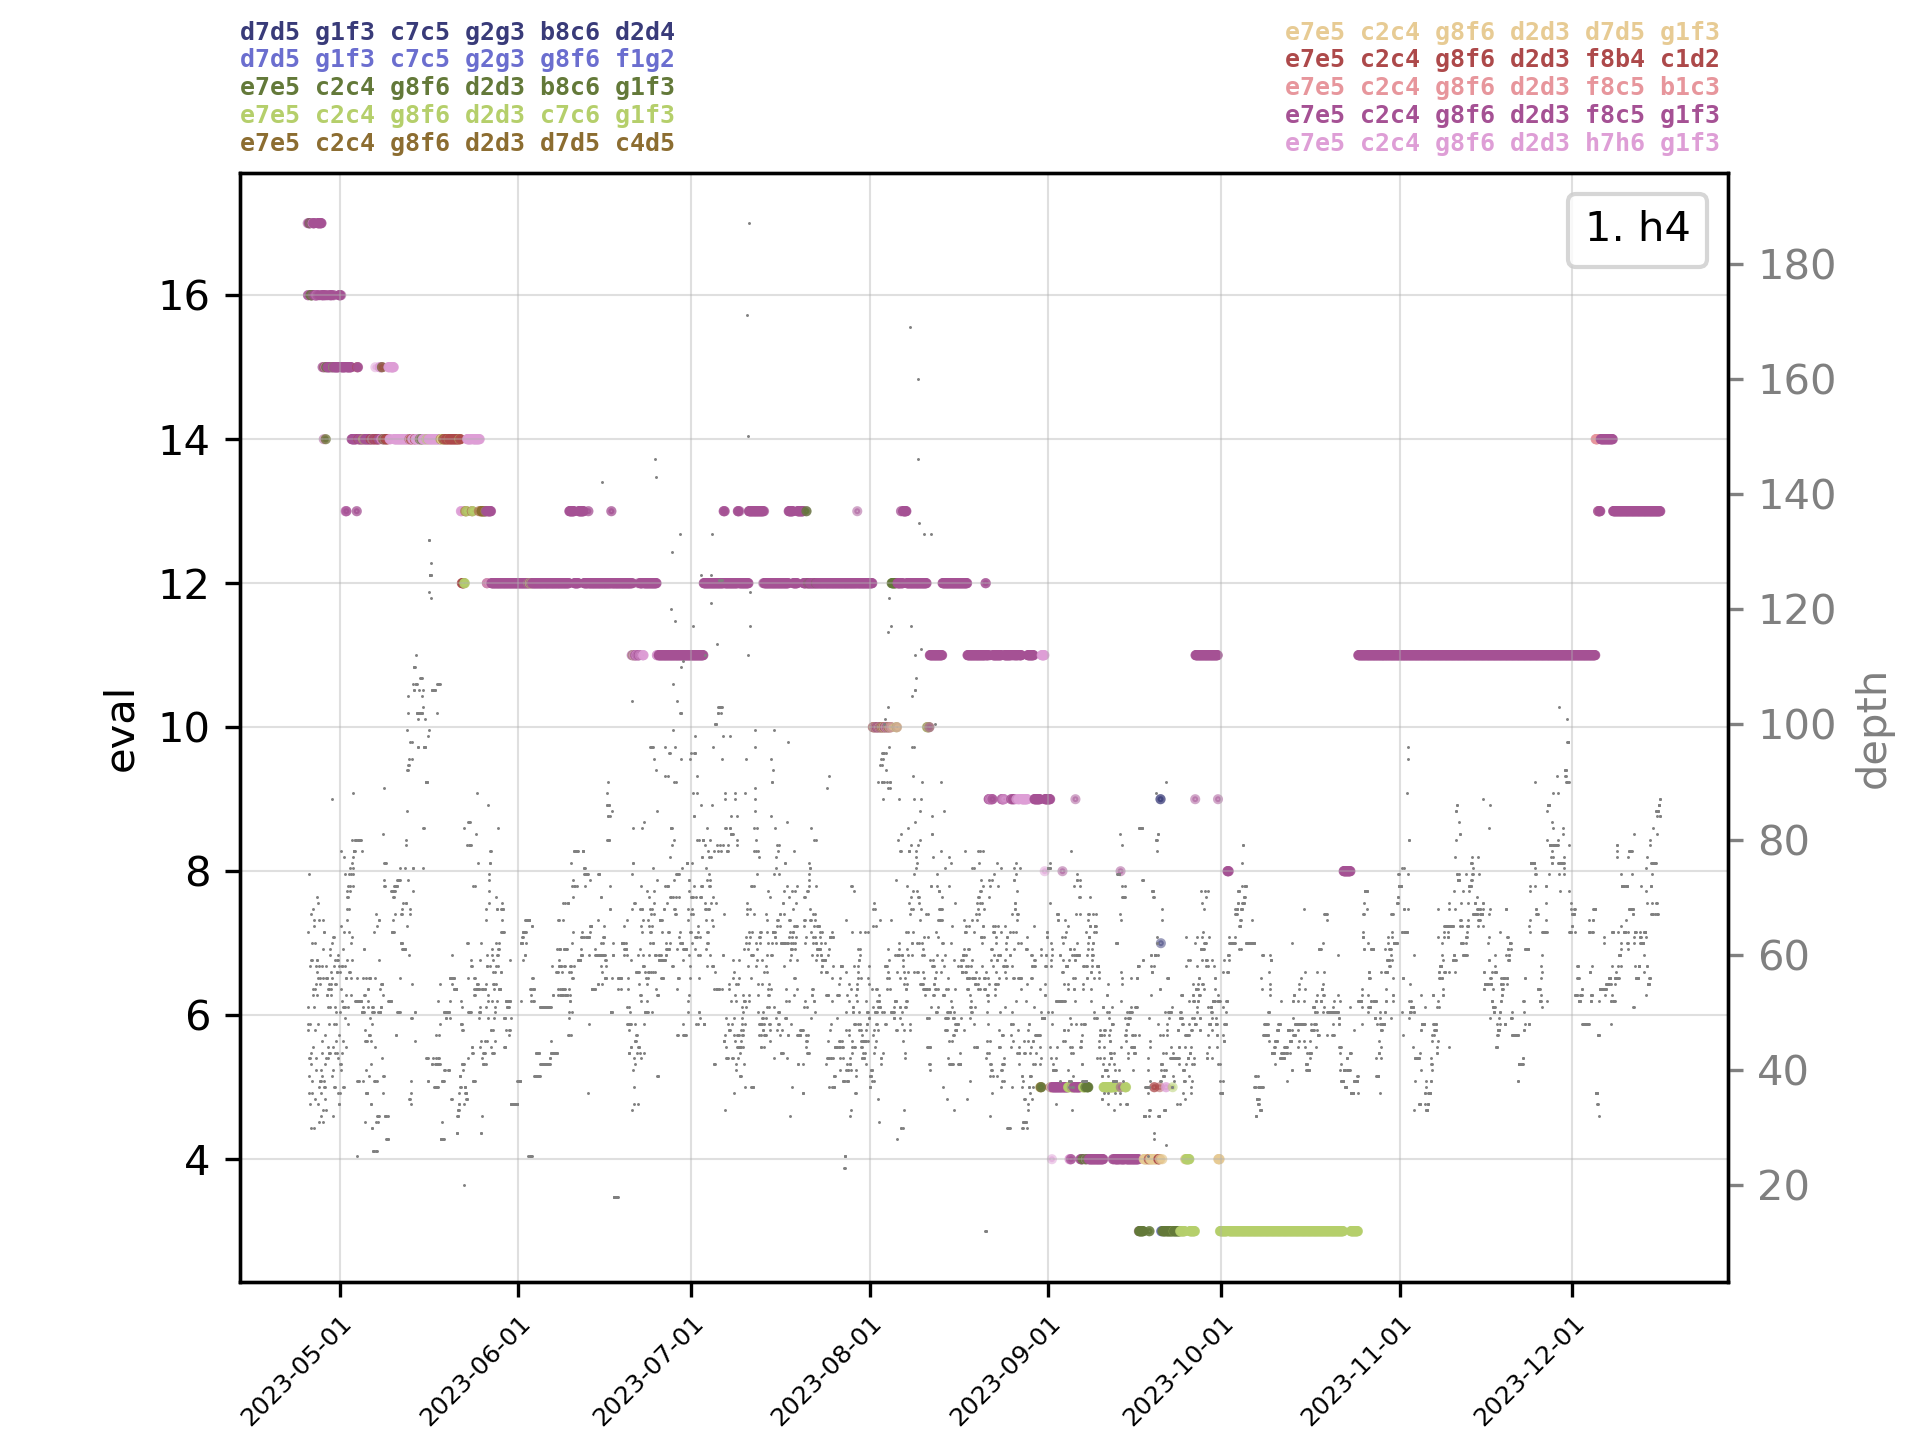 d7d5 g1f3 c7c5 g2g3 b8c6 d2d4
d7d5 g1f3 c7c5 g2g3 g8f6 f1g2
e7e5 c2c4 g8f6 d2d3 b8c6 g1f3
e7e5 c2c4 g8f6 d2d3 c7c6 g1f3
e7e5 c2c4 g8f6 d2d3 d7d5 c4d5
e7e5 c2c4 g8f6 d2d3 d7d5 g1f3
e7e5 c2c4 g8f6 d2d3 f8b4 c1d2
e7e5 c2c4 g8f6 d2d3 f8c5 b1c3
e7e5 c2c4 g8f6 d2d3 f8c5 g1f3
e7e5 c2c4 g8f6 d2d3 h7h6 g1f3
1. h4
eval
16
14
12
10
8
6
4
depth
180
160
140
120
100
80
60
40
20
2023-05-01
2023-06-01
2023-07-01
2023-08-01
2023-09-01
2023-10-01
2023-11-01
2023-12-01